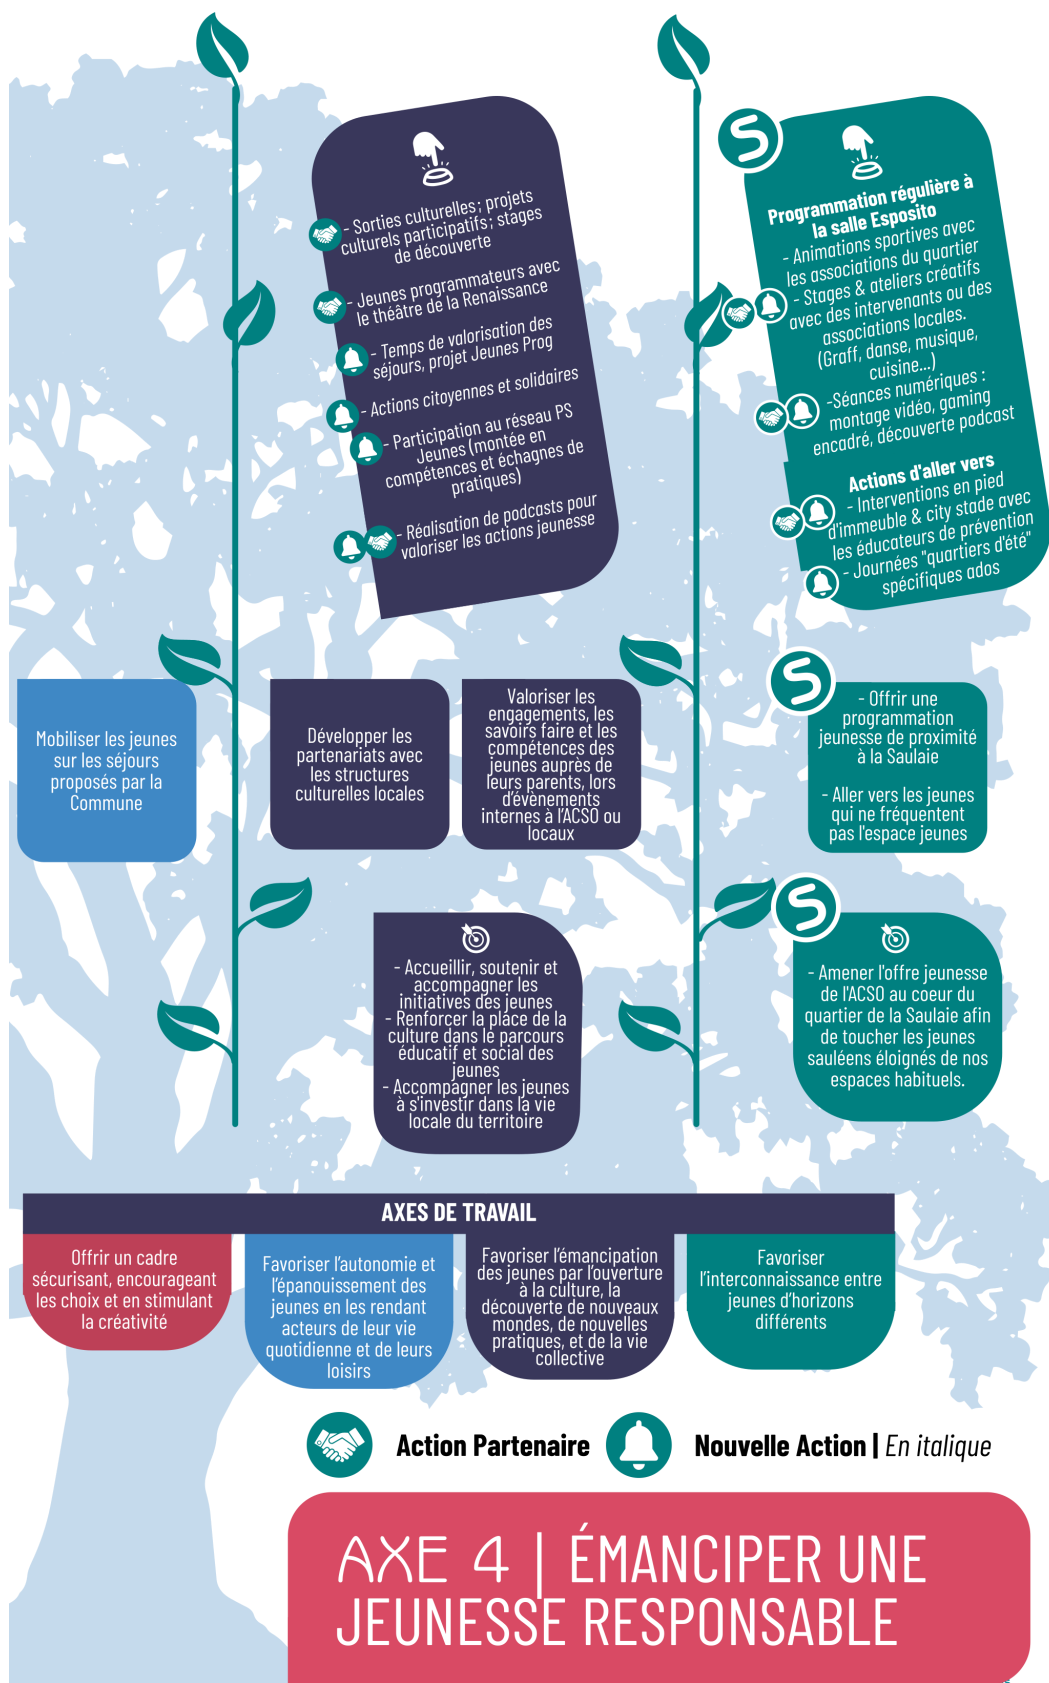 - Sorties culturelles; projets
culturels participatifs; stages
de découverte
- Jeunes programmateurs avec
le théâtre de la Renaissance
- Temps de valorisation des
séjours, projet Jeunes Prog
- Actions citoyennes et solidaires
- Participation au réseau PS
Jeunes (montée en
compétences et échagnes de
pratiques)
- Réalisation de podcasts pour
valoriser les actions jeunesse
S
Programmation régulière à
la salle Esposito
- Animations sportives avec
les associations du quartier
- Stages & ateliers créatifs
avec des intervenants ou des
associations locales.
(Graff, danse, musique,
cuisine...)
-Séances numériques :
montage vidéo, gaming
encadré, découverte podcast
Actions d'aller vers
- Interventions en pied
d'immeuble & city stade avec
les éducateurs de prévention
- Journées "quartiers d'été"
spécifiques ados
Mobiliser les jeunes
sur les séjours
proposés par la
Commune
Développer les
partenariats avec
les structures
culturelles locales
Valoriser les
engagements, les
savoirs faire et les
compétences des
jeunes auprès de
leurs parents, lors
d'évènements
internes à l'ACSO ou
locaux
S
- Offrir une
programmation
jeunesse de proximité
à la Saulaie
- Aller vers les jeunes
qui ne fréquentent
pas l'espace jeunes
- Accueillir, soutenir et
accompagner les
initiatives des jeunes
- Renforcer la place de la
culture dans le parcours
éducatif et social des
jeunes
- Accompagner les jeunes
à s'investir dans la vie
locale du territoire
S
- Amener l'offre jeunesse
de l'ACSO au coeur du
quartier de la Saulaie afin
de toucher les jeunes
sauléens éloignés de nos
espaces habituels.
AXES DE TRAVAIL
Offrir un cadre
sécurisant, encourageant
les choix et en stimulant
la créativité
Favoriser l'autonomie et
l'épanouissement des
jeunes en les rendant
acteurs de leur vie
quotidienne et de leurs
loisirs
Favoriser l'émancipation
des jeunes par l'ouverture
à la culture, la
découverte de nouveaux
mondes, de nouvelles
pratiques, et de la vie
collective
Favoriser
l'interconnaissance entre
jeunes d'horizons
différents
Action Partenaire
Nouvelle Action | En italique
AXE 4 | ÉMANCIPER UNE
JEUNESSE RESPONSABLE